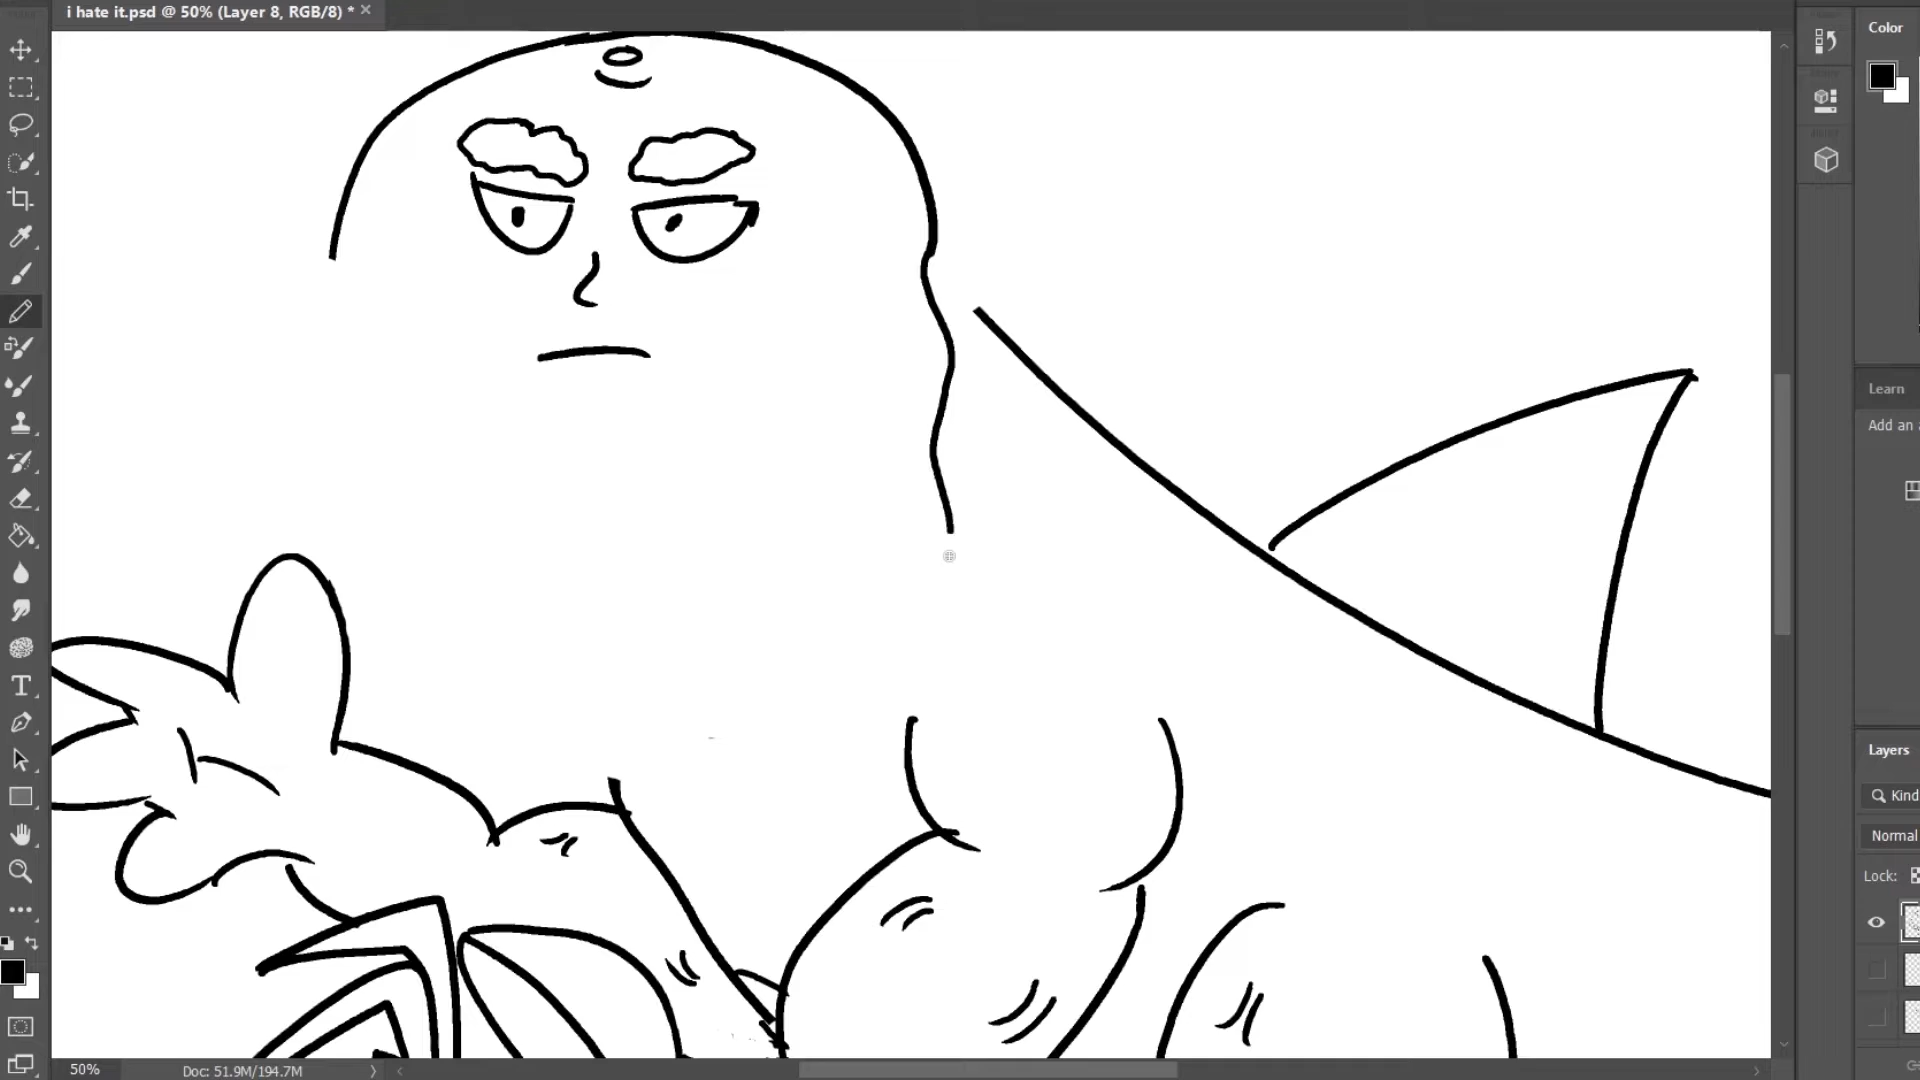 i hate it.psd @ 50% (Layer 8, RGB/8) *
Color
Learn
Add an a
Layers
Kind
Normal
Lock:
50%
Doc: 51.9M/194.7M